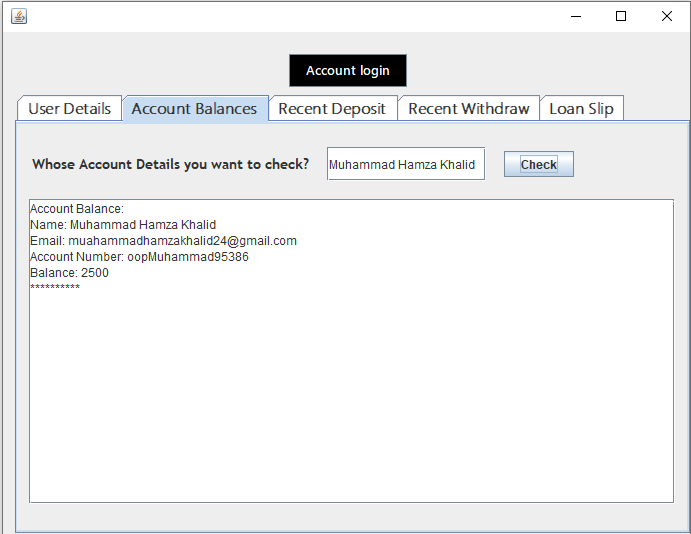 Account login
User Details
Account Balances
Recent Deposit
Recent Withdraw
Loan Slip
Whose Account Details you want to check?
Muhammad Hamza Khalid
Check
Account Balance:
Name: Muhammad Hamza Khalid
Email: muahammadhamzakhalid24@gmail.com
Account Number: oopMuhammad95386
Balance: 2500
**********